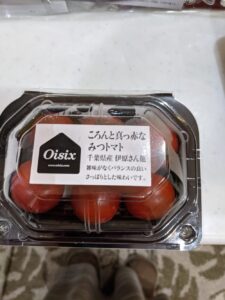 ころんと真っ赤な
みつトマト
千葉県産 伊原さん他
雑味がなくバランスの良い
さっぱりとした味わいです。
Oisix